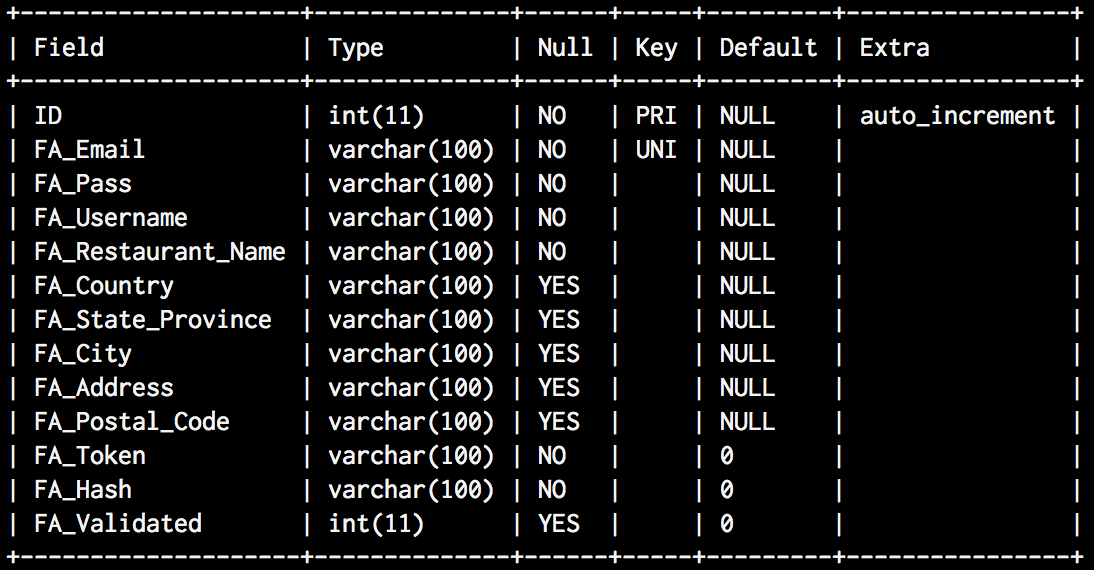 +--------------------+--------------+------+-----+---------+----------------+
| Field              | Type         | Null | Key | Default | Extra          |
+--------------------+--------------+------+-----+---------+----------------+
| ID                 | int(11)      | NO   | PRI | NULL    | auto_increment |
| FA_Email           | varchar(100) | NO   | UNI | NULL    |                |
| FA_Pass            | varchar(100) | NO   |     | NULL    |                |
| FA_Username        | varchar(100) | NO   |     | NULL    |                |
| FA_Restaurant_Name | varchar(100) | NO   |     | NULL    |                |
| FA_Country         | varchar(100) | YES  |     | NULL    |                |
| FA_State_Province  | varchar(100) | YES  |     | NULL    |                |
| FA_City            | varchar(100) | YES  |     | NULL    |                |
| FA_Address         | varchar(100) | YES  |     | NULL    |                |
| FA_Postal_Code     | varchar(100) | YES  |     | NULL    |                |
| FA_Token           | varchar(100) | NO   |     | 0       |                |
| FA_Hash            | varchar(100) | NO   |     | 0       |                |
| FA_Validated       | int(11)      | YES  |     | 0       |                |
+--------------------+--------------+------+-----+---------+----------------+